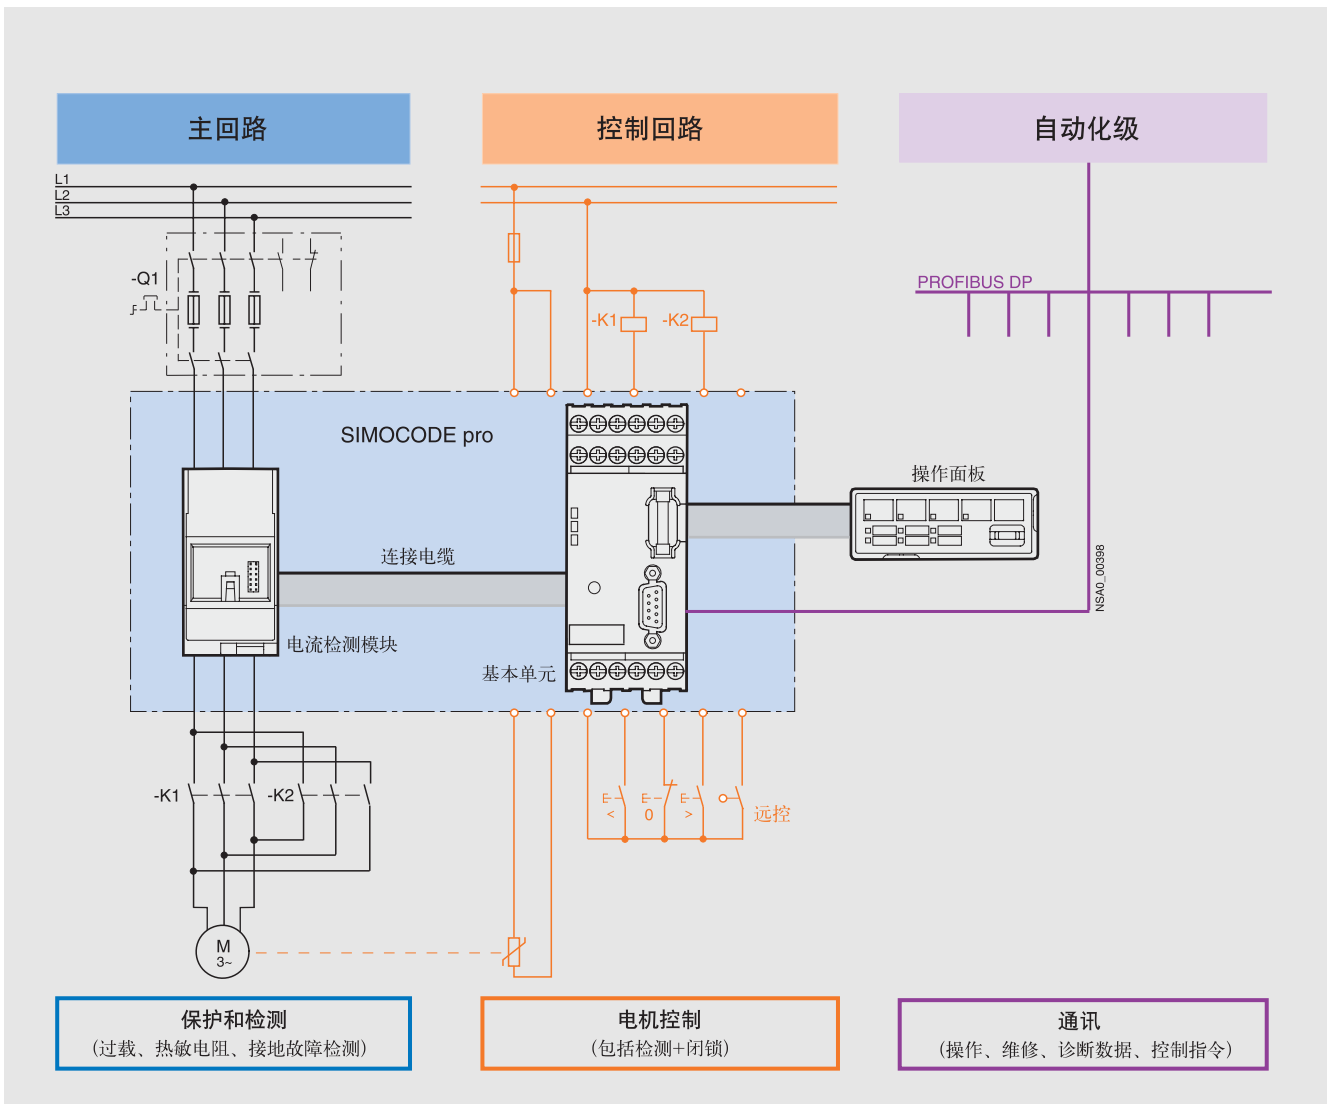 主回路
控制回路
自动化级
L1
L2
L3
-Q1
PROFIBUS DP
-K1
-K2
SIMOCODE pro
操作面板
连接电缆
NSA0_00398
电流检测模块
基本单元
-K1
-K2
<
0
>
远控
M
3~
保护和检测
(过载、热敏电阻、接地故障检测)
电机控制
(包括检测+闭锁)
通讯
(操作、维修、诊断数据、控制指令)